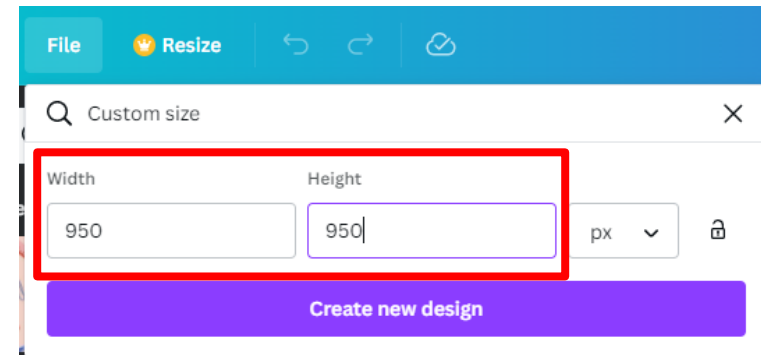 File Resize
Custom size
Width Height
950 950 px
Create new design